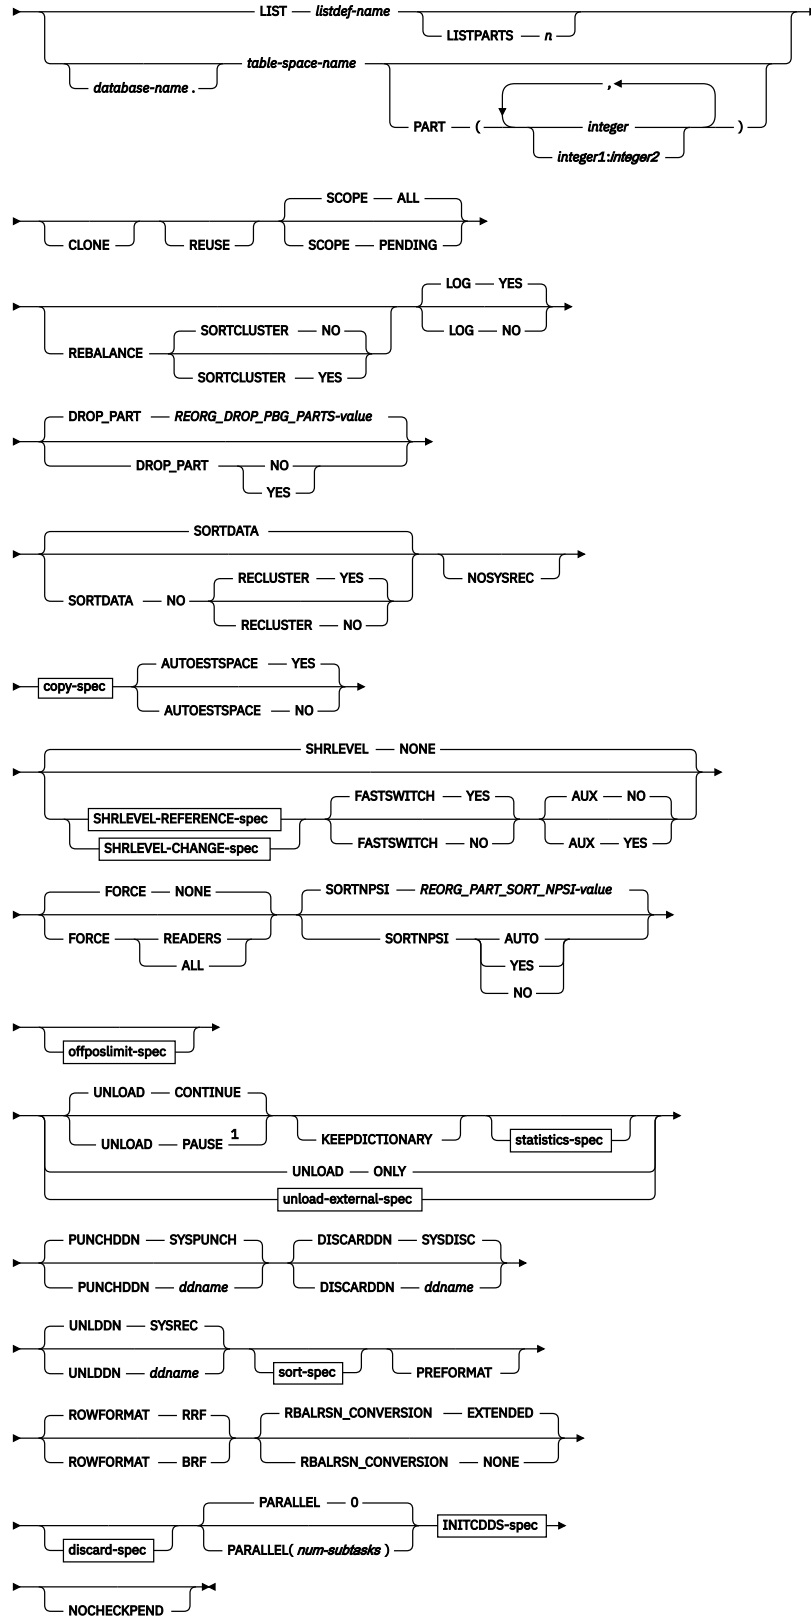 LIST listdef-name
LISTPARTS n
table-space-name
database-name .
,
PART ( integer )
integer1:integer2
SCOPE ALL
CLONE REUSE SCOPE PENDING
LOG YES
SORTCLUSTER NO LOG NO
REBALANCE
SORTCLUSTER YES
DROP_PART REORG_DROP_PBG_PARTS-value
DROP_PART NO
YES
SORTDATA
RECLUSTER YES NOSYSREC
SORTDATA NO
RECLUSTER NO
AUTOESTSPACE YES
copy-spec
AUTOESTSPACE NO
SHRLEVEL NONE
FASTSWITCH YES AUX NO
SHRLEVEL-REFERENCE-spec
FASTSWITCH NO AUX YES
SHRLEVEL-CHANGE-spec
FORCE NONE SORTNPSI REORG_PART_SORT_NPSI-value
FORCE READERS SORTNPSI AUTO
ALL YES
NO
offposlimit-spec
UNLOAD CONTINUE
UNLOAD PAUSE 1 KEEPDICTIONARY statistics-spec
UNLOAD ONLY
unload-external-spec
PUNCHDDN SYSPUNCH DISCARDDN SYSDISC
PUNCHDDN ddname DISCARDDN ddname
UNLDDN SYSREC
UNLDDN ddname sort-spec PREFORMAT
ROWFORMAT RRF RBALRSN_CONVERSION EXTENDED
ROWFORMAT BRF RBALRSN_CONVERSION NONE
PARALLEL 0
INITCDDS-spec
discard-spec PARALLEL( num-subtasks )
NOCHECKPEND